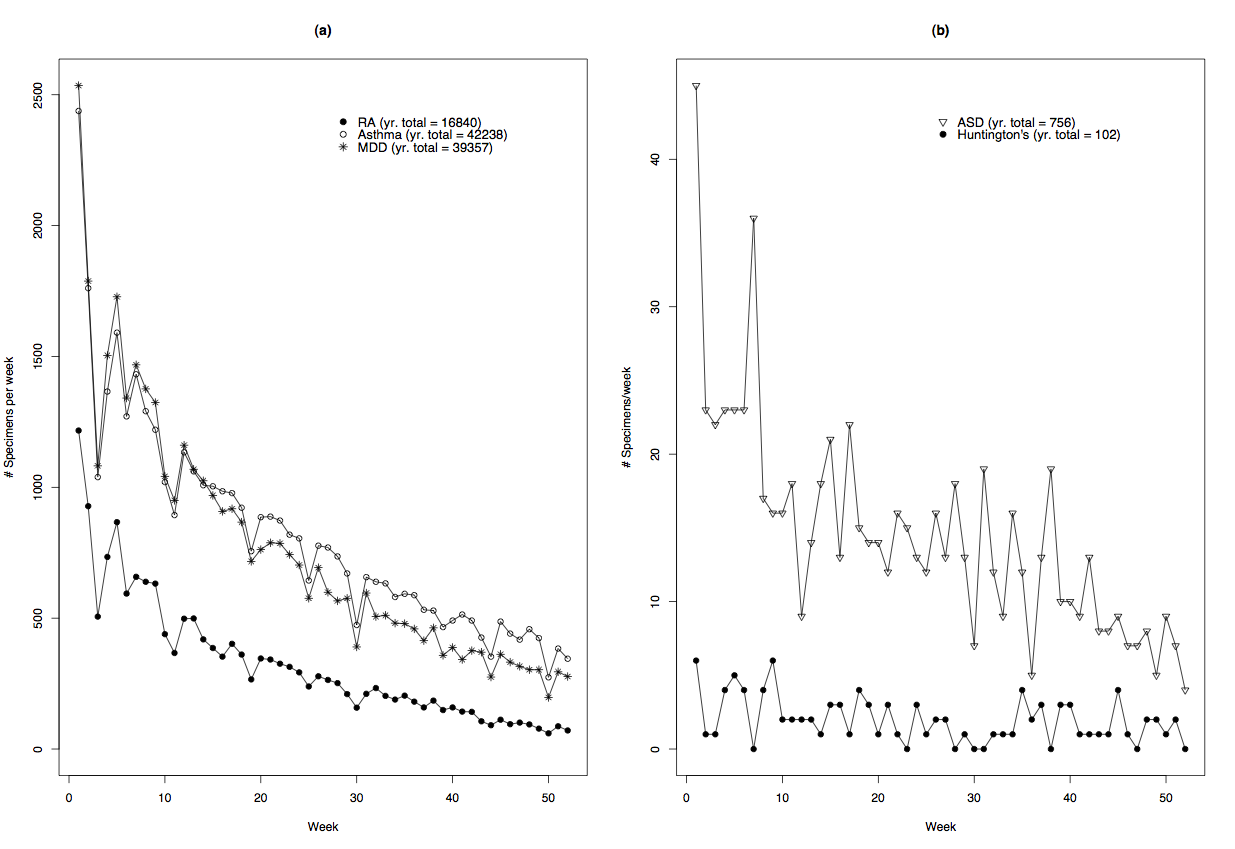 (a)
# Specimens per week
2500
2000
1500
1000
500
0
RA (yr. total = 16840)
Asthma (yr. total = 42238)
MDD (yr. total = 39357)
0 10 20 30 40 50
Week
(b)
# Specimens/week
40
30
20
10
0
ASD (yr. total = 756)
Huntington's (yr. total = 102)
0 10 20 30 40 50
Week